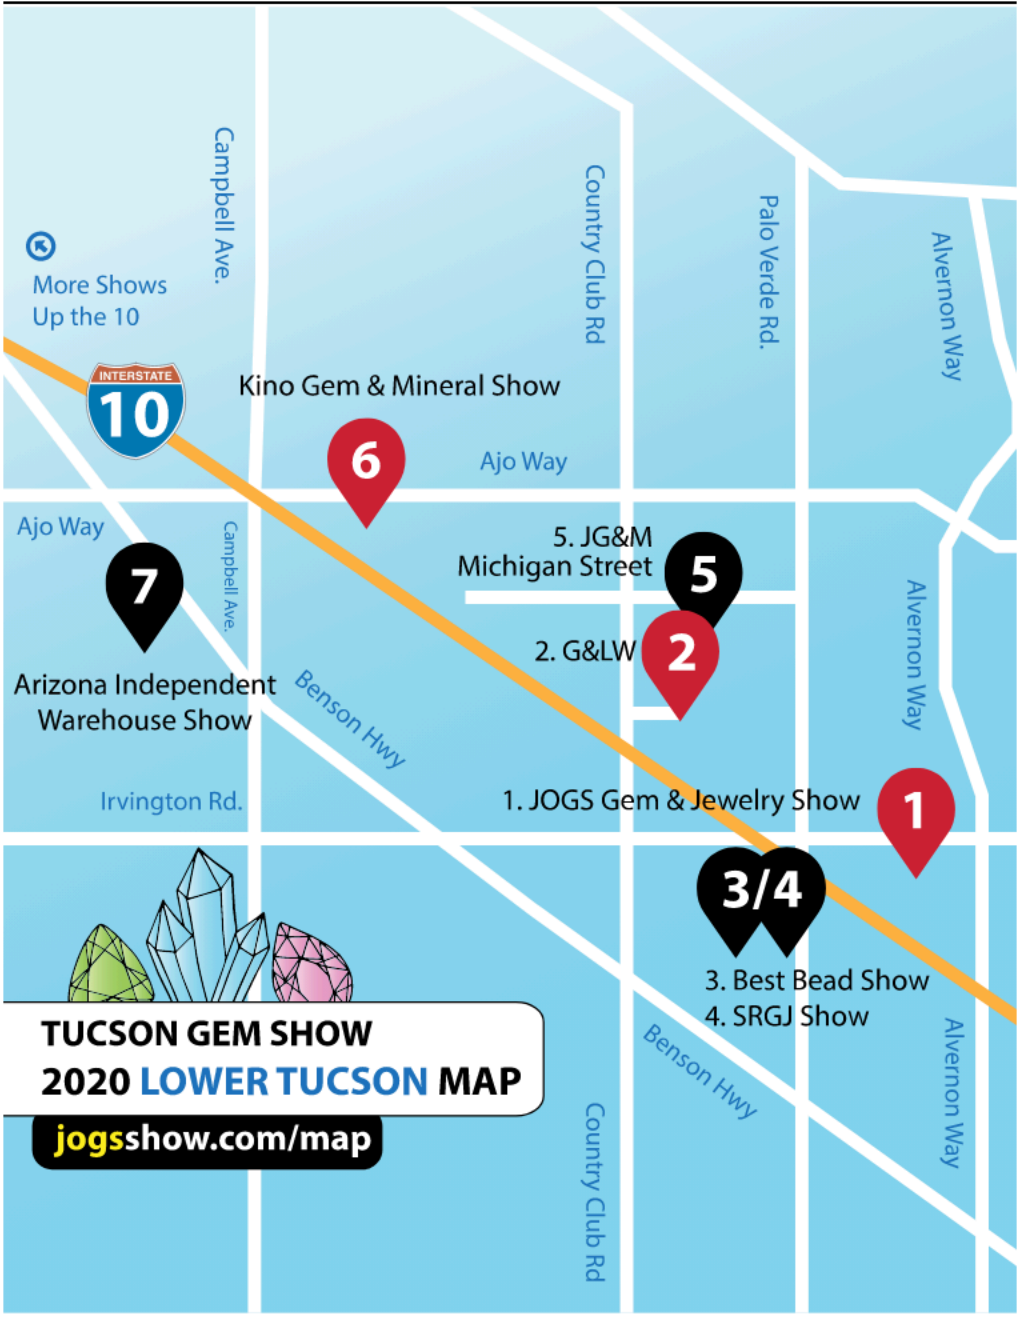 Campbell Ave.
Country Club Rd
Palo Verde Rd.
Alvernon Way
More Shows
Up the 10
INTERSTATE
10
Kino Gem & Mineral Show
6
Ajo Way
Ajo Way
Campbell Ave.
7
5. JG&M
Michigan Street
5
Alvernon Way
2. G&LW
2
Arizona Independent
Warehouse Show
Benson Hwy
Irvington Rd.
1. JOGS Gem & Jewelry Show
1
3/4
3. Best Bead Show
4. SRGJ Show
Benson Hwy
Alvernon Way
TUCSON GEM SHOW
2020 LOWER TUCSON MAP
jogsshow.com/map
Country Club Rd